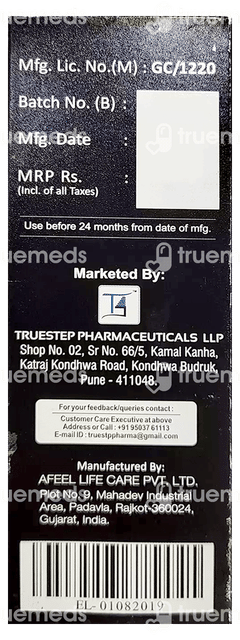 truemeds
Mfg. Lic. No.(M) : GC/1220
Batch No. (B) :
Mfg. Date :
MRP Rs. :
(Incl. of all Taxes)
Use before 24 months from date of mfg.
Marketed By:
TRUESTEP PHARMACEUTICALS LLP
Shop No. 02, Sr No. 66/5, Kamal Kanha,
Katraj Kondhwa Road, Kondhwa Budruk,
Pune - 411048.
For your feedback/queries contact :
Customer Care Executive at above
Address or Call : +91 95037 61113
E-mail ID : truestppharma@gmail.com
Manufactured By:
AFEEL LIFE CARE PVT. LTD.
Plot No. 9, Mahadev Industrial
Area, Padavla, Rajkot-360024,
Gujarat, India.
EL- 01082019